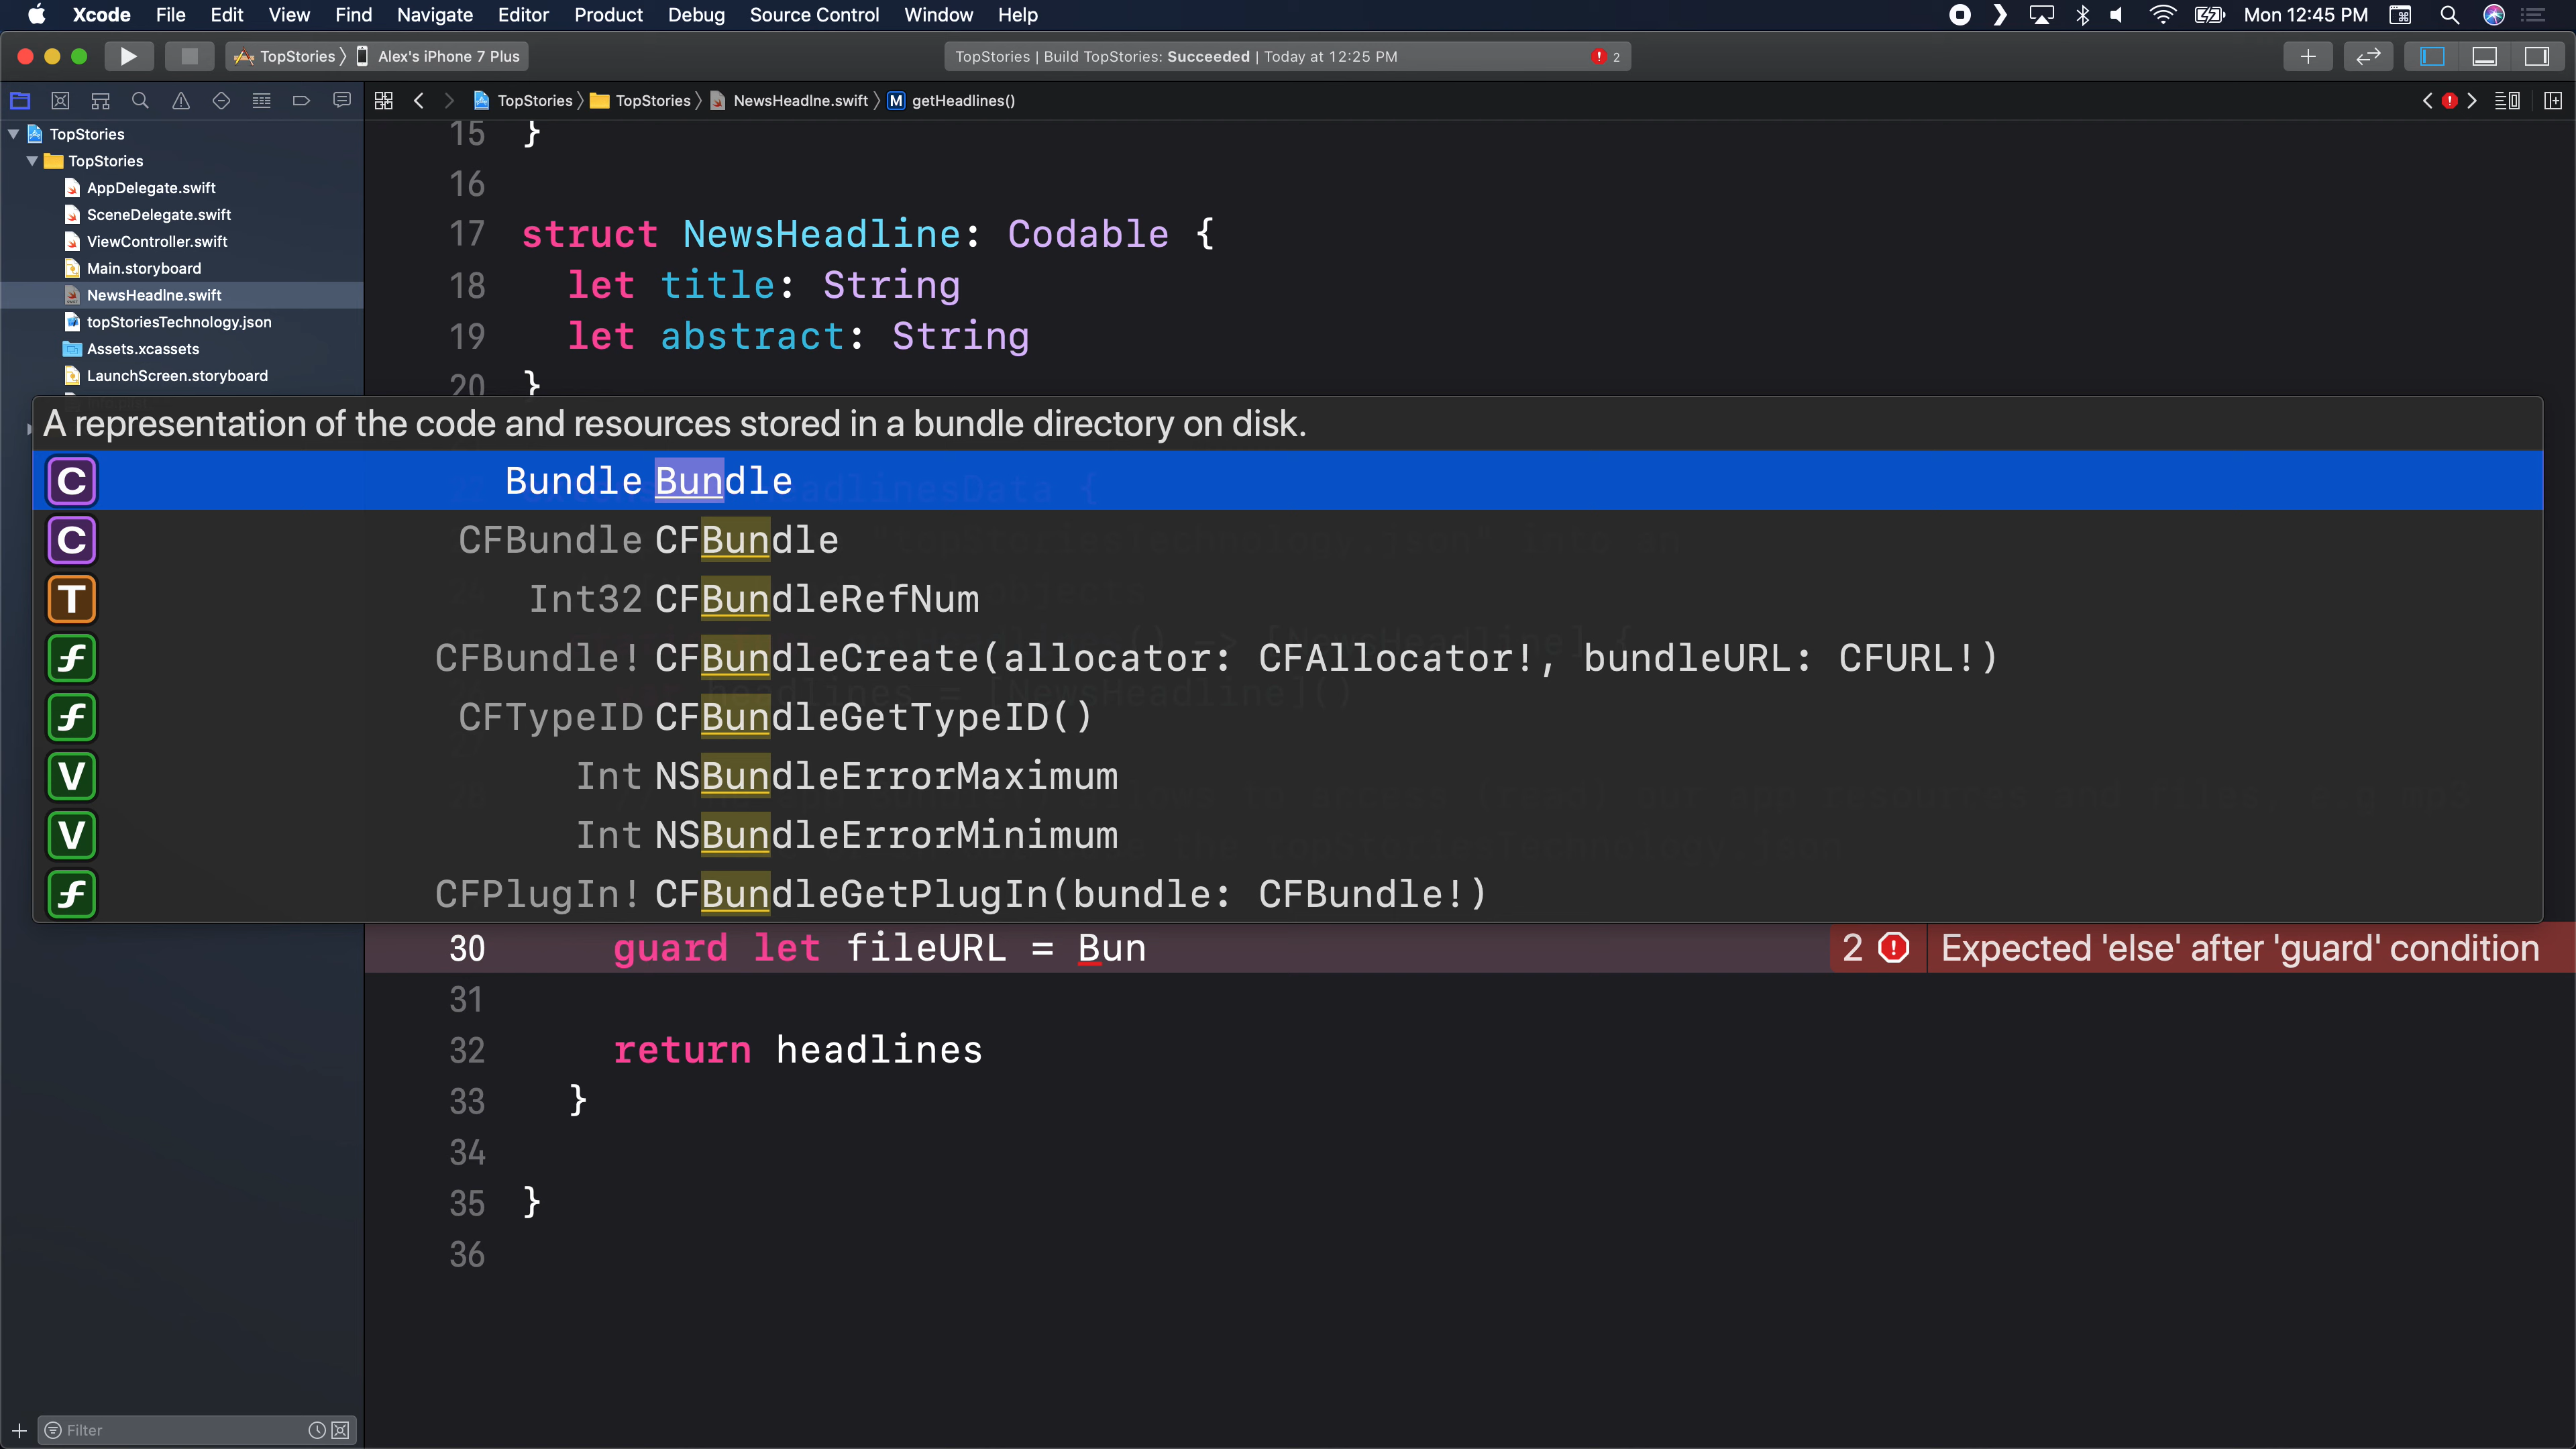 Xcode File Edit View Find Navigate Editor Product Debug Source Control Window Help Mon 12:45 PM
TopStories Alex's iPhone 7 Plus TopStories | Build TopStories: Succeeded | Today at 12:25 PM 2
TopStories TopStories NewsHeadlne.swift M getHeadlines()
TopStories
TopStories
AppDelegate.swift
SceneDelegate.swift
ViewController.swift
Main.storyboard
NewsHeadlne.swift
topStoriesTechnology.json
Assets.xcassets
LaunchScreen.storyboard
15 }
16
17 struct NewsHeadline: Codable {
18 let title: String
19 let abstract: String
20 }
A representation of the code and resources stored in a bundle directory on disk.
C Bundle Bundle
C CFBundle CFBundle
T Int32 CFBundleRefNum
f CFBundle! CFBundleCreate(allocator: CFAllocator!, bundleURL: CFURL!)
f CFTypeID CFBundleGetTypeID()
V Int NSBundleErrorMaximum
V Int NSBundleErrorMinimum
f CFPlugIn! CFBundleGetPlugIn(bundle: CFBundle!)
30 guard let fileURL = Bun 2 Expected 'else' after 'guard' condition
31
32 return headlines
33 }
34
35 }
36
Filter